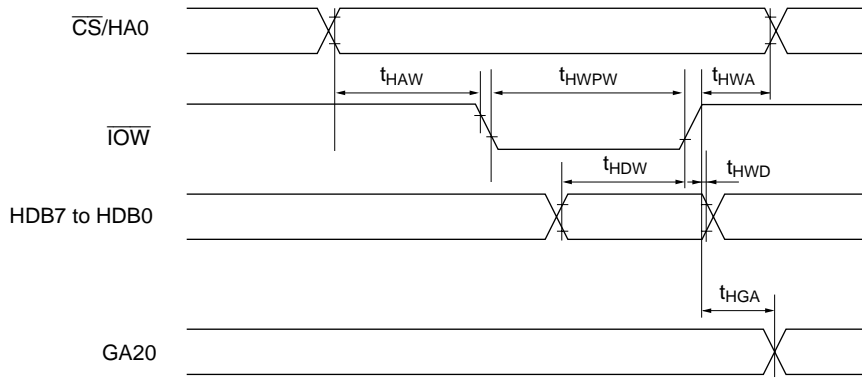 CS/HA0
tHAW
tHWPW
tHWA
IOW
tHDW
tHWD
HDB7 to HDB0
tHGA
GA20